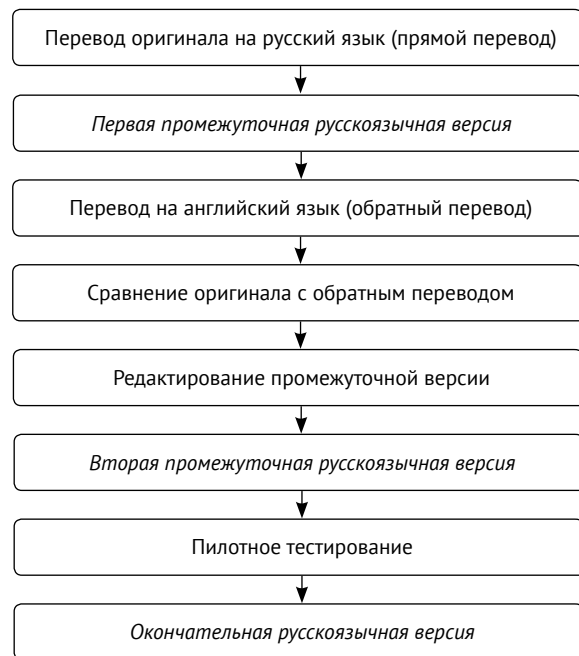 Перевод оригинала на русский язык (прямой перевод)
Первая промежуточная русскоязычная версия
Перевод на английский язык (обратный перевод)
Сравнение оригинала с обратным переводом
Редактирование промежуточной версии
Вторая промежуточная русскоязычная версия
Пилотное тестирование
Окончательная русскоязычная версия